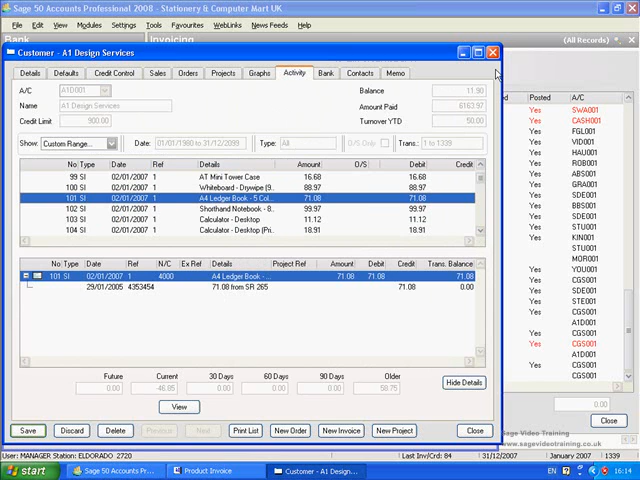 Sage 50 Accounts Professional 2008 - Stationery & Computer Mart UK
File Edit View Modules Settings Tools Favourites WebLinks News Feeds Help
Bank Invoicing (All Records)
Customer - A1 Design Services
Details Defaults Credit Control Sales Orders Projects Graphs Activity Bank Contacts Memo
A/C A1D001 Balance 11.90
Name A1 Design Services Amount Paid 6163.97
Credit Limit 900.00 Turnover YTD 50.00
Show: Custom Range... Date: 01/01/1980 to 31/12/2099 Type: All O/S Only Trans.: 1 to 1339
No Type Date Ref Details Amount O/S Debit Credit
99 SI 02/01/2007 1 AT Mini Tower Case 16.68 16.68
100 SI 02/01/2007 1 Whiteboard - Drywipe (9... 88.97 88.97
101 SI 02/01/2007 1 A4 Ledger Book - 5 Col... 71.08 71.08
102 SI 02/01/2007 1 Shorthand Notebook - 8... 99.97 99.97
103 SI 02/01/2007 1 Calculator - Desktop 11.12 11.12
104 SI 02/01/2007 1 Calculator - Desktop (Pri... 18.91 18.91
No Type Date Ref N/C Ex Ref Details Project Ref Amount Debit Credit Trans. Balance
101 SI 02/01/2007 1 4000 A4 Ledger Book -... 71.08 71.08 71.08
29/01/2005 4353454 71.08 from SR 265 71.08 0.00
Future Current 30 Days 60 Days 90 Days Older
0.00 -46.85 0.00 0.00 0.00 58.75
Hide Details
View
Save Discard Delete Previous Next Print List New Order New Invoice New Project Close
Posted A/C
Yes SWA001
Yes CASH001
Yes FGL001
Yes VID001
Yes HAU001
Yes ROB001
Yes ABS001
Yes GRA001
Yes SDE001
Yes STU001
Yes KIN001
STU001
MOR001
Yes YOU001
Yes CGS001
Yes SDE001
Yes STE001
A1D001
Yes CGS001
Yes CGS001
A1D001
Yes CGS001
CGS001
0.00
Close
Sage Video Training
www.sagevideotraining.co.uk
User: MANAGER Station: ELDORADO 2720 Last Inv/Crd: 84 31/12/2007 January 2007 1339
start Sage 50 Accounts Pr... Product Invoice Customer - A1 Design... EN 16:14